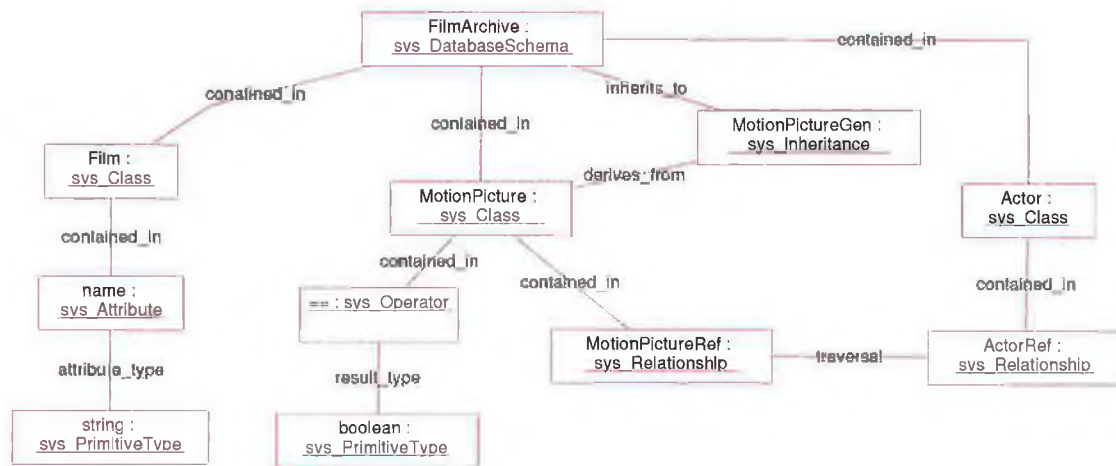 FilmArchive :
sys_DatabaseSchema
contained_in
contained_in
inherits_to
contained_in
MotionPictureGen :
sys_Inheritance
Film :
sys_Class
derives_from
MotionPicture :
sys_Class
Actor :
sys_Class
contained_in
contained_in
contained_in
contained_in
name :
sys_Attribute
== : sys_Operator
MotionPictureRef :
sys_Relationship
traversal
ActorRef :
sys_Relationship
attribute_type
result_type
string :
sys_PrimitiveType
boolean :
sys_PrimitiveType